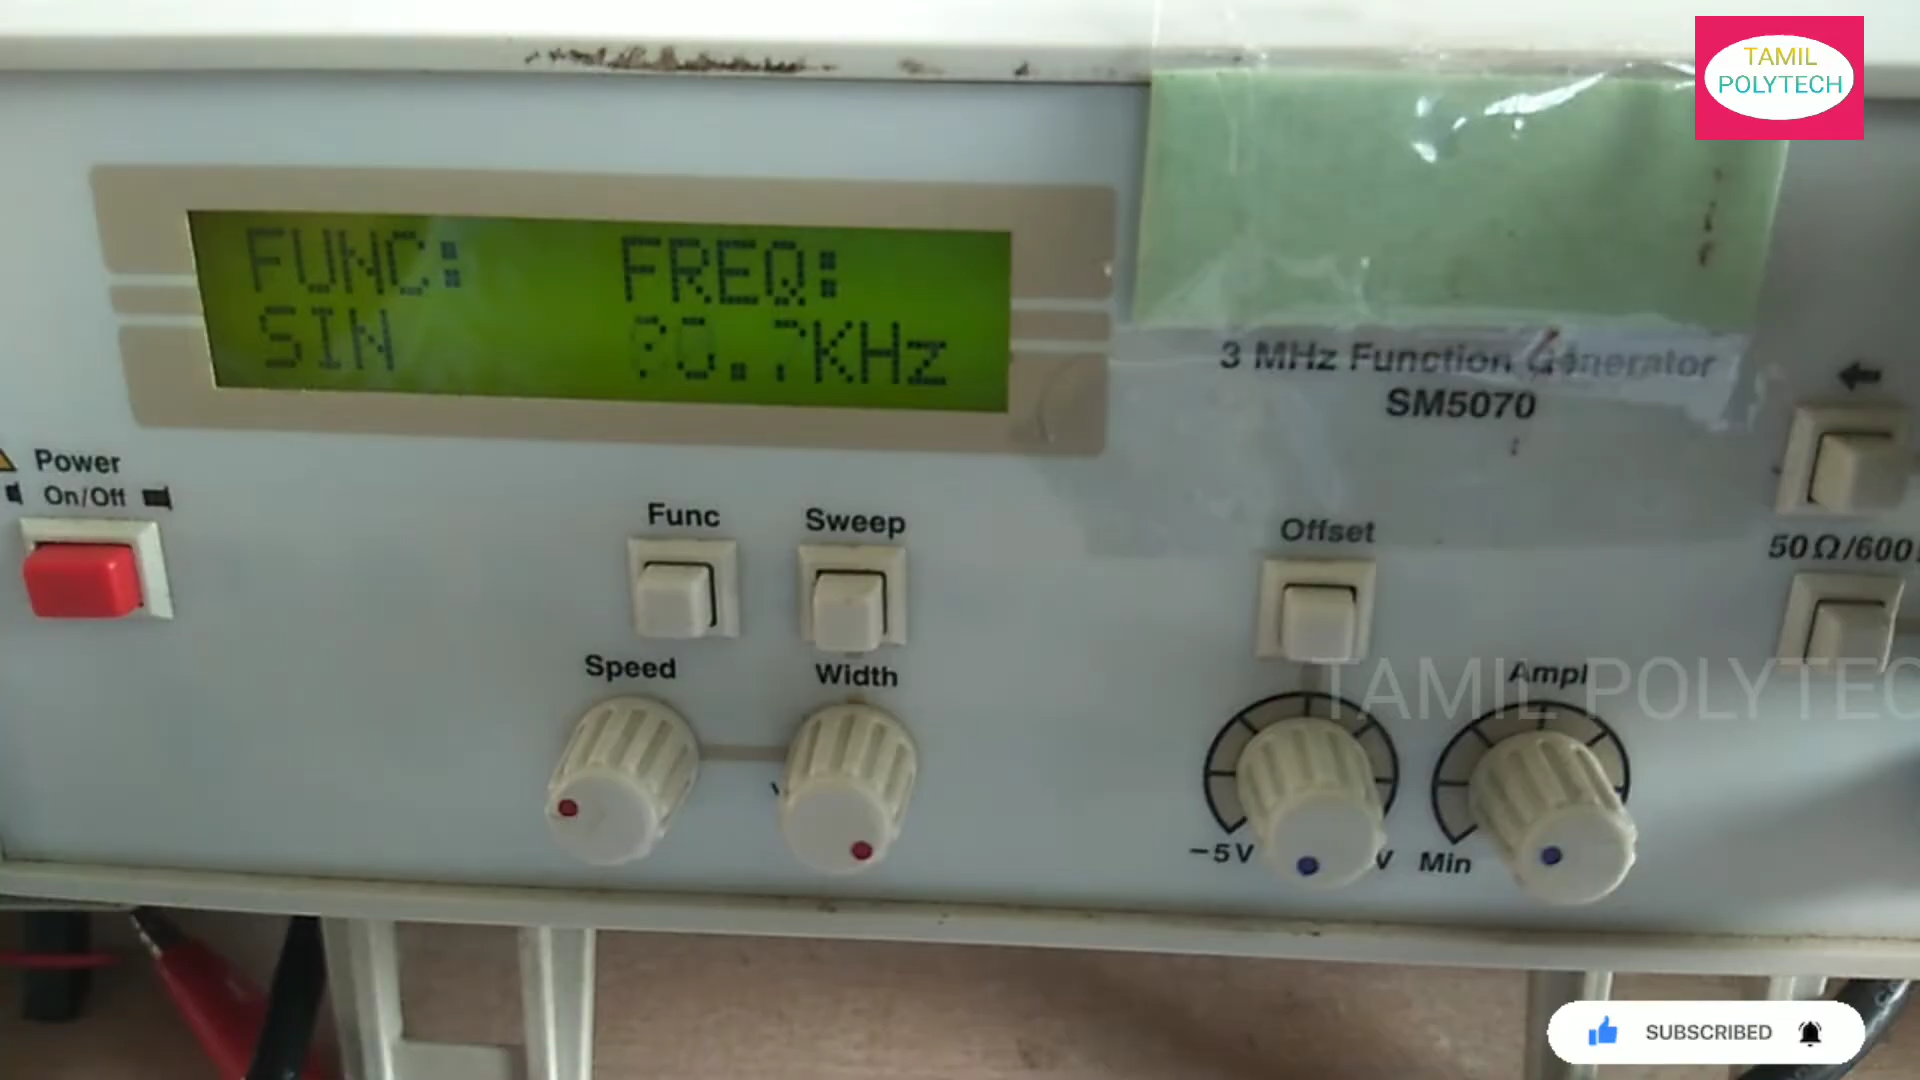 TAMIL
POLYTECH
FUNC: FREQ:
SIN KHz
3 MHz Function Generator
SM5070
Power
On/Off
Func
Sweep
Offset
50Ω/600
Speed
Width
Ampl
TAMIL POLYTEC
-5V
V
Min
SUBSCRIBED